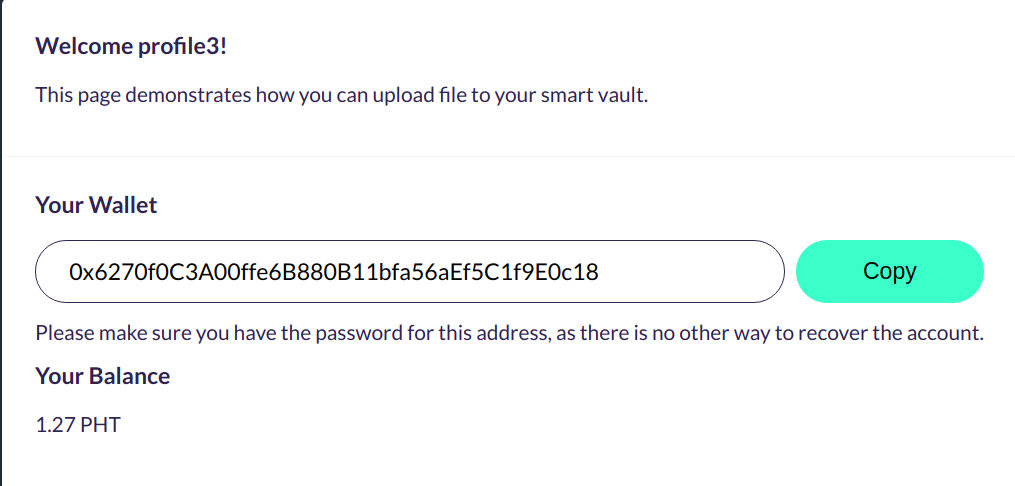 Welcome profile3!
This page demonstrates how you can upload file to your smart vault.
Your Wallet
0x6270f0C3A00ffe6B880B11bfa56aEf5C1f9E0c18
Copy
Please make sure you have the password for this address, as there is no other way to recover the account.
Your Balance
1.27 PHT